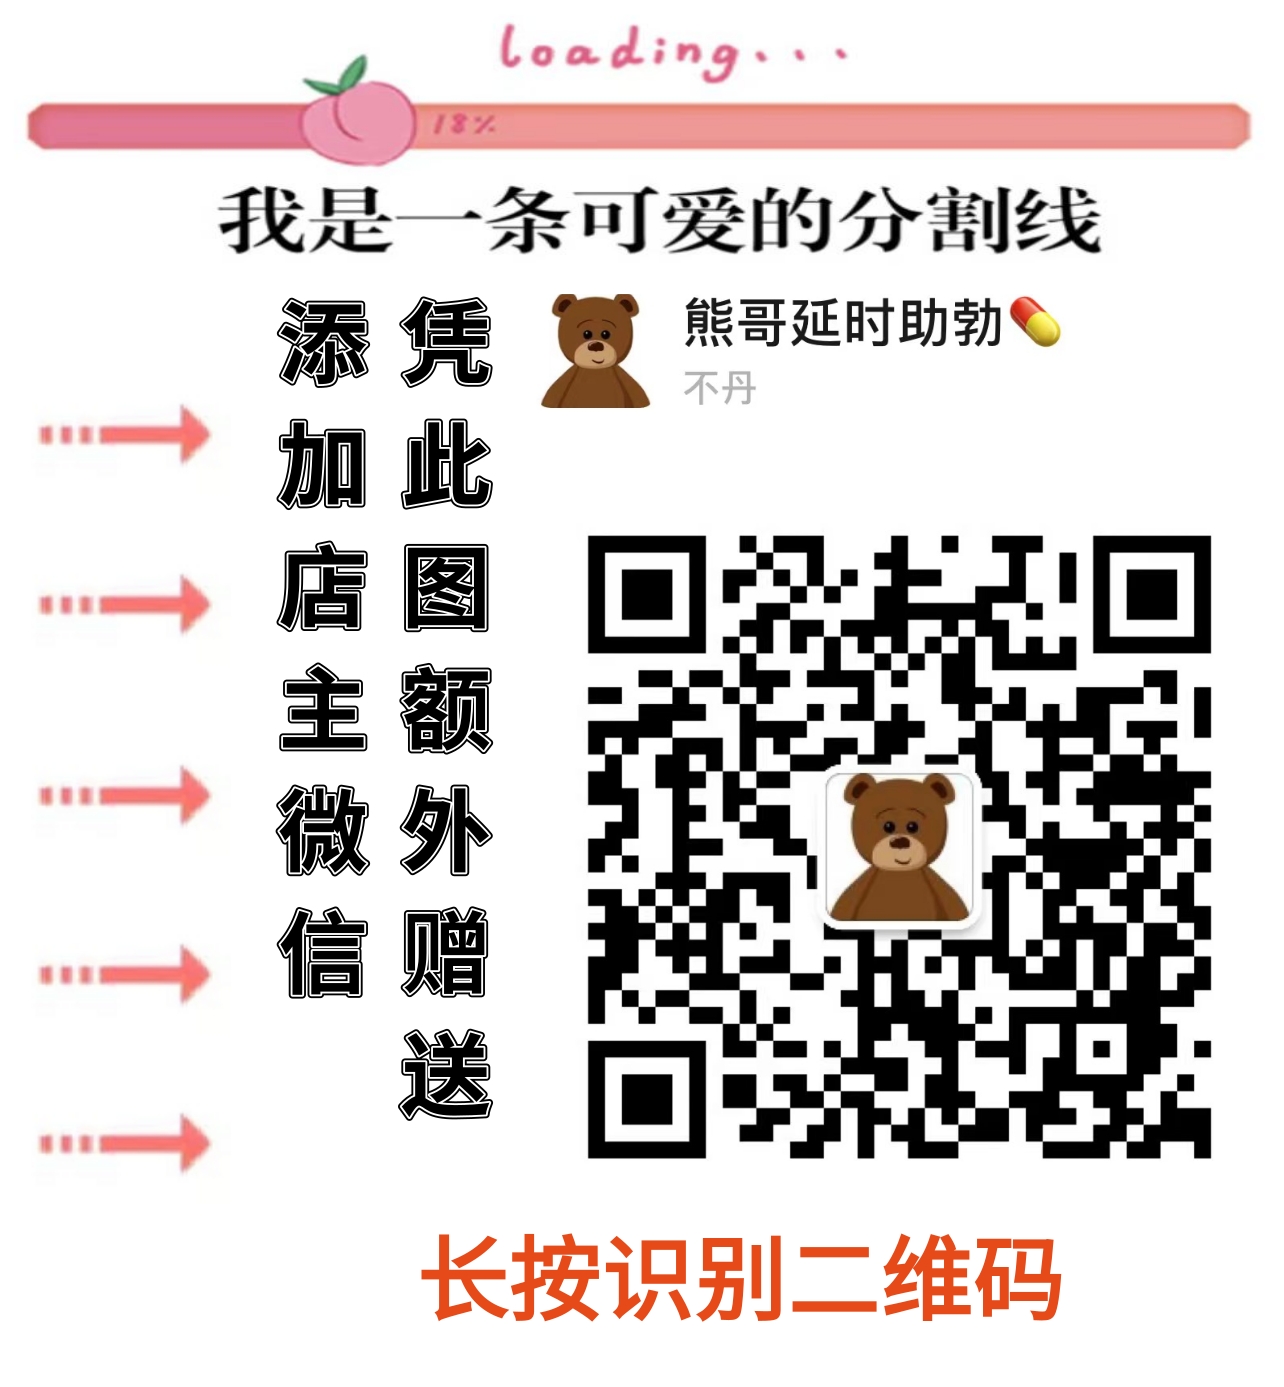 loading...
18%
我是一条可爱的分割线
凭此图额外赠送
添加店主微信
熊哥延时助勃💊
不丹
长按识别二维码